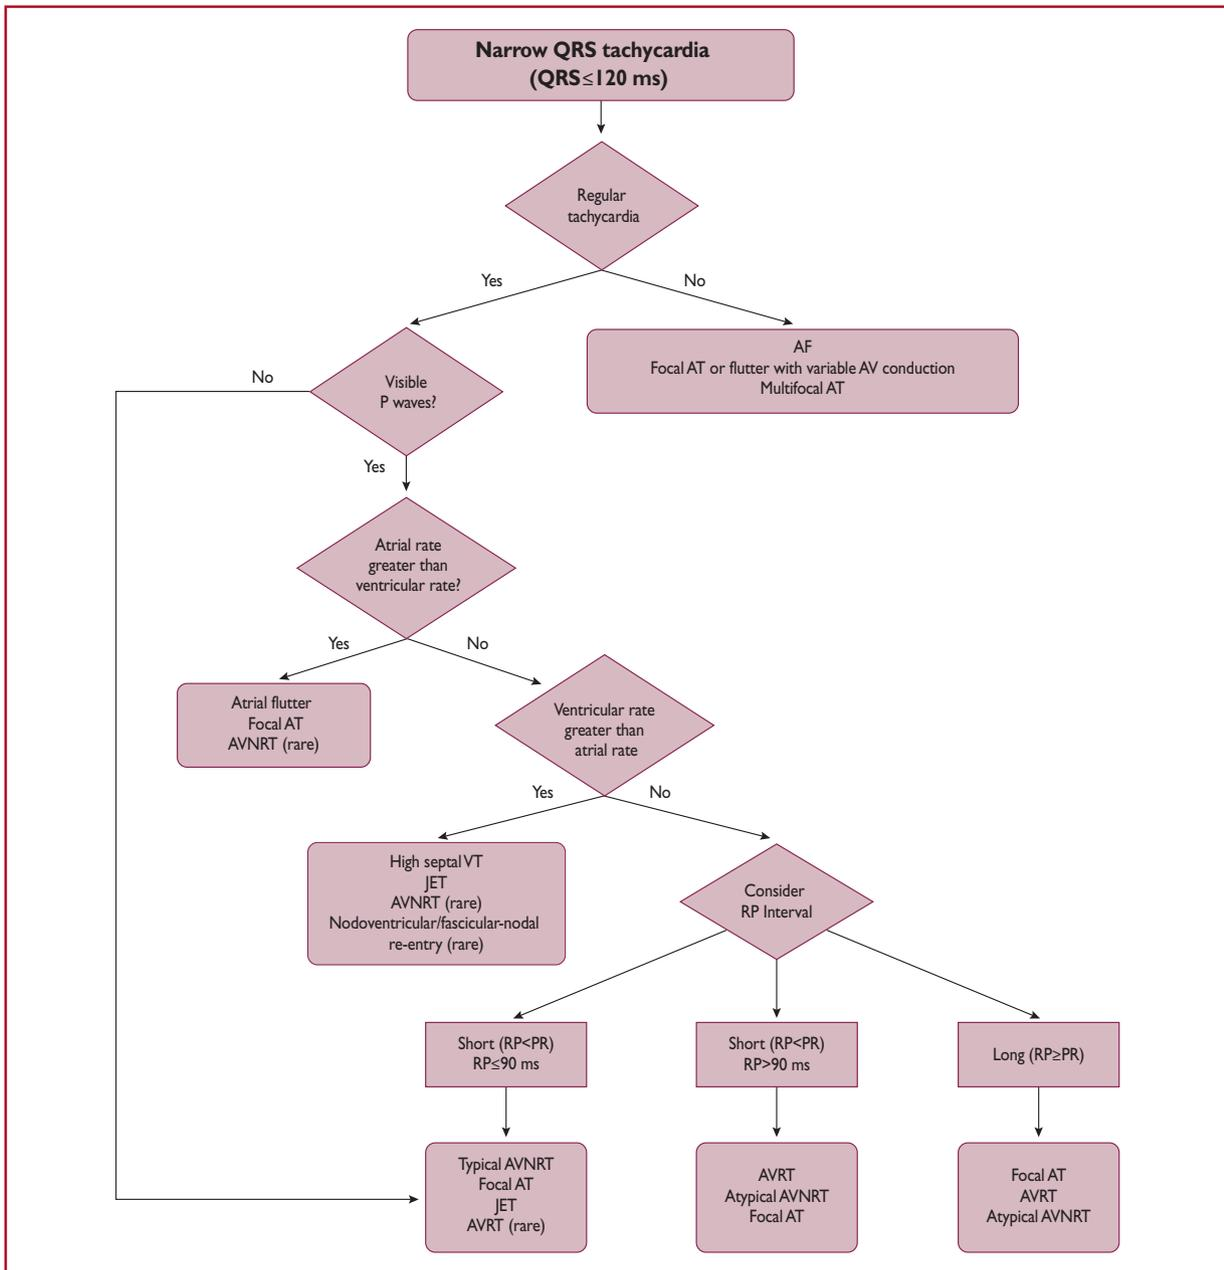 Narrow QRS tachycardia
(QRS≤120 ms)
Regular
tachycardia
Yes
No
AF
Focal AT or flutter with variable AV conduction
Multifocal AT
No
Visible
P waves?
Yes
Atrial rate
greater than
ventricular rate?
Yes
No
Atrial flutter
Focal AT
AVNRT (rare)
Ventricular rate
greater than
atrial rate
Yes
No
High septal VT
JET
AVNRT (rare)
Nodoventricular/fascicular-nodal
re-entry (rare)
Consider
RP Interval
Short (RP<PR)
RP≤90 ms
Short (RP<PR)
RP>90 ms
Long (RP≥PR)
Typical AVNRT
Focal AT
JET
AVRT (rare)
AVRT
Atypical AVNRT
Focal AT
Focal AT
AVRT
Atypical AVNRT